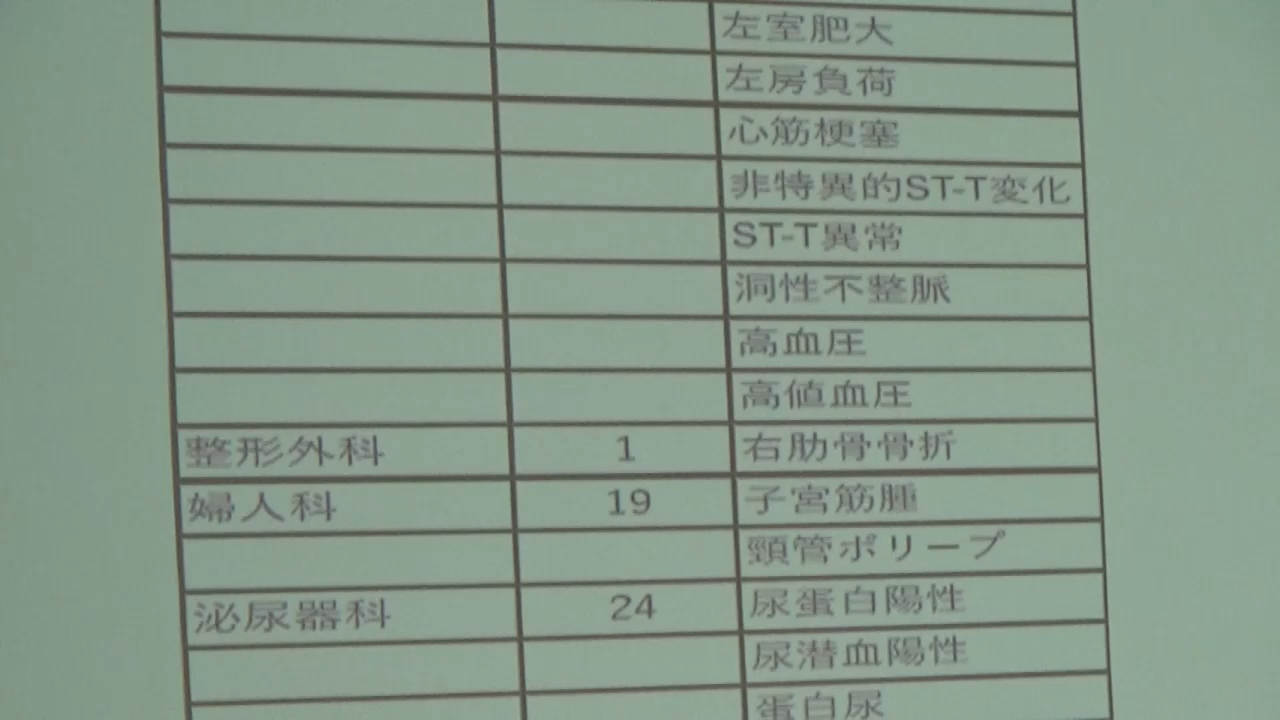 左室肥大
左房負荷
心筋梗塞
非特異的ST-T変化
ST-T異常
洞性不整脈
高血圧
高値血圧
整形外科 1 右肋骨骨折
婦人科 19 子宮筋腫
頸管ポリープ
泌尿器科 24 尿蛋白陽性
尿潜血陽性
蛋白尿